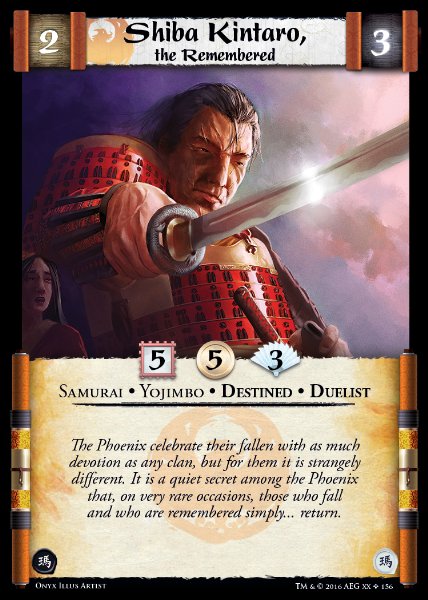 2
Shiba Kintaro,
the Remembered
3
5 5 3
Samurai • Yojimbo • Destined • Duelist
The Phoenix celebrate their fallen with as much
devotion as any clan, but for them it is strangely
different. It is a quiet secret among the Phoenix
that, on very rare occasions, those who fall
and who are remembered simply... return.
瑪 瑪
Onyx Illus Artist TM & © 2016 AEG XX ❖ 156